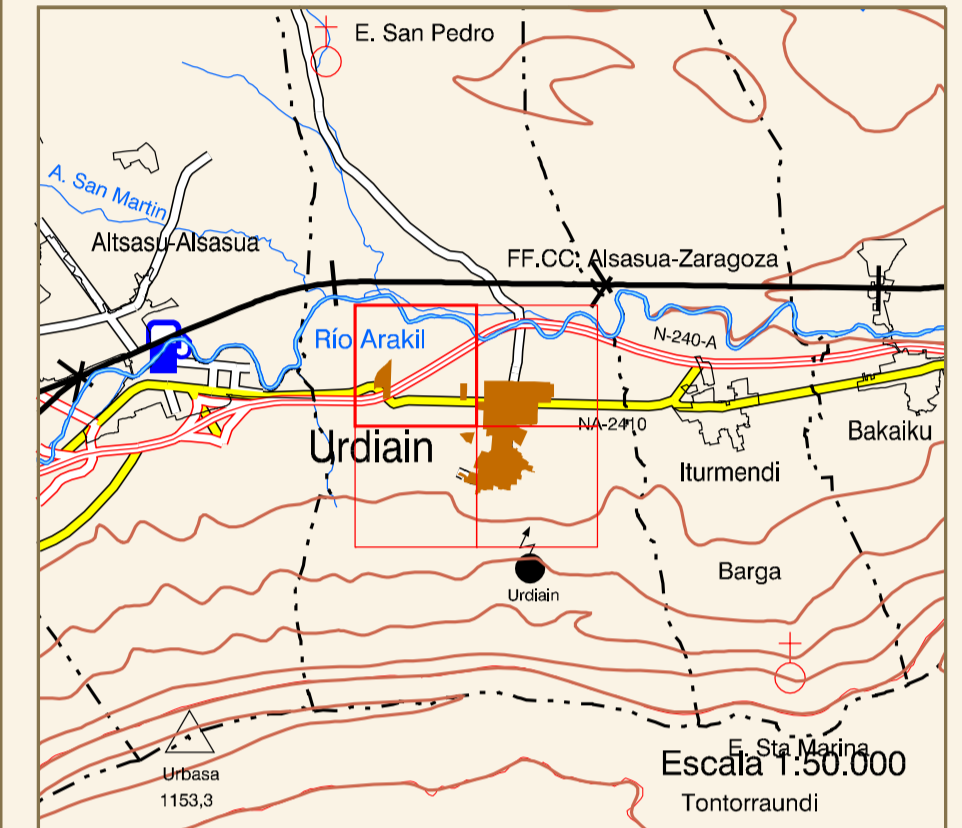 E. San Pedro
A. San Martin
Altsasu-Alsasua
FF.CC. Alsasua-Zaragoza
Río Arakil
N-240-A
NA-2410
Urdiain
Bakaiku
Iturmendi
Barga
Urdiain
E. Sta Marina
Escala 1:50.000
Urbasa
1153,3
Tontorraundi